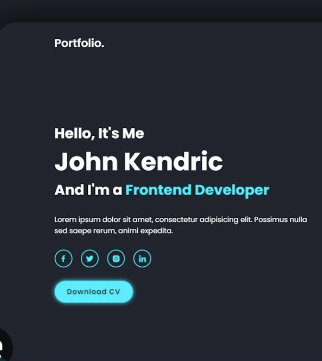 Portfolio.
Hello, It's Me
John Kendric
And I'm a Frontend Developer
Lorem ipsum dolor sit amet, consectetur adipisicing elit. Possimus nulla
sed saepe rerum, animi expedita.
Download CV